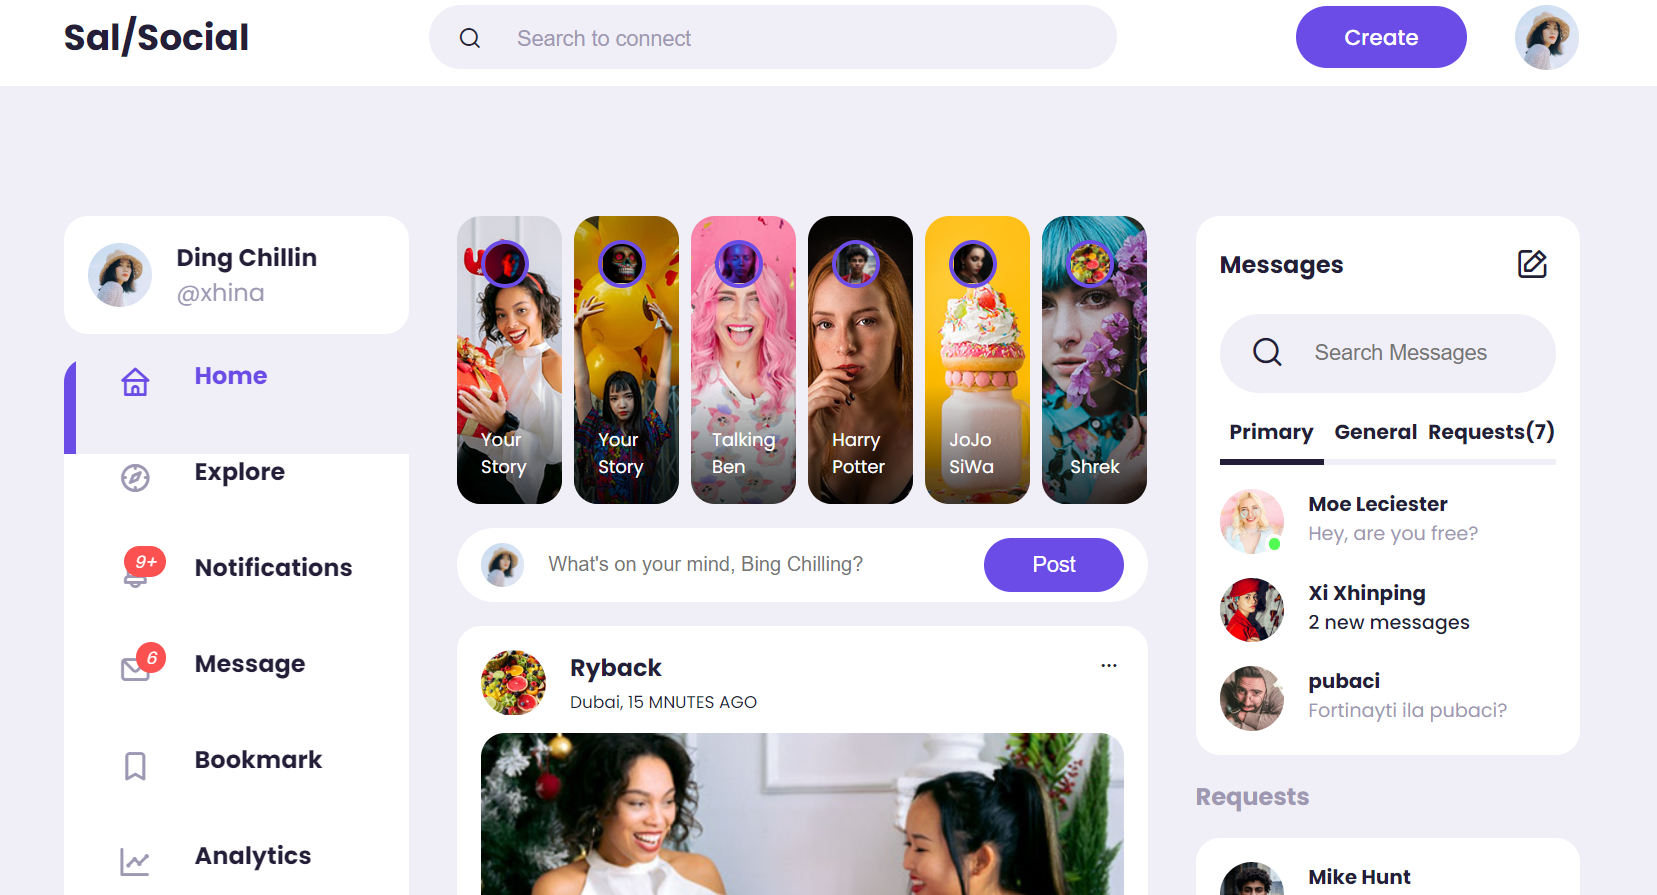 Sal/Social
Search to connect
Create
Ding Chillin
@xhina
Home
Explore
9+
Notifications
6
Message
Bookmark
Analytics
Your
Story
Your
Story
Talking
Ben
Harry
Potter
JoJo
SiWa
Shrek
What's on your mind, Bing Chilling?
Post
Ryback
...
Dubai, 15 MNUTES AGO
Messages
Search Messages
Primary General Requests(7)
Moe Leciester
Hey, are you free?
Xi Xhinping
2 new messages
pubaci
Fortinayti ila pubaci?
Requests
Mike Hunt